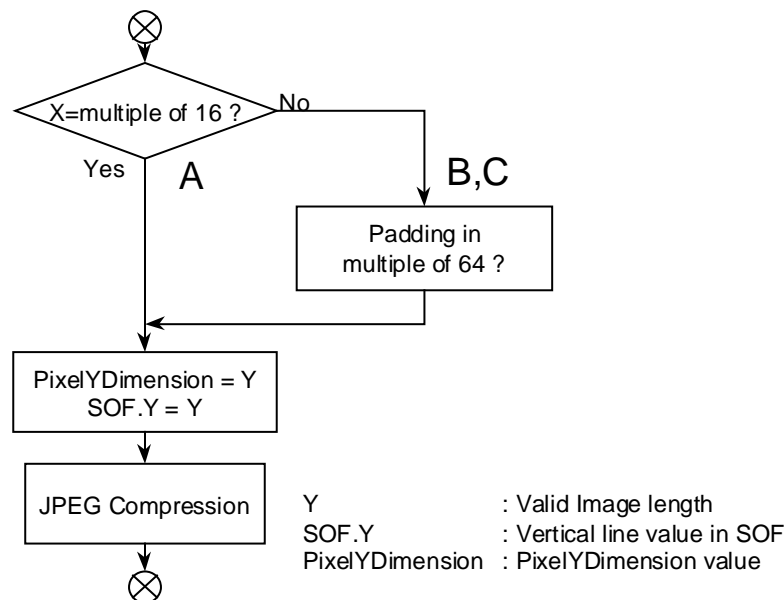 X=multiple of 16 ?
No
Yes
A
B,C
Padding in
multiple of 64 ?
PixelYDimension = Y
SOF.Y = Y
JPEG Compression
Y : Valid Image length
SOF.Y : Vertical line value in SOF
PixelYDimension : PixelYDimension value